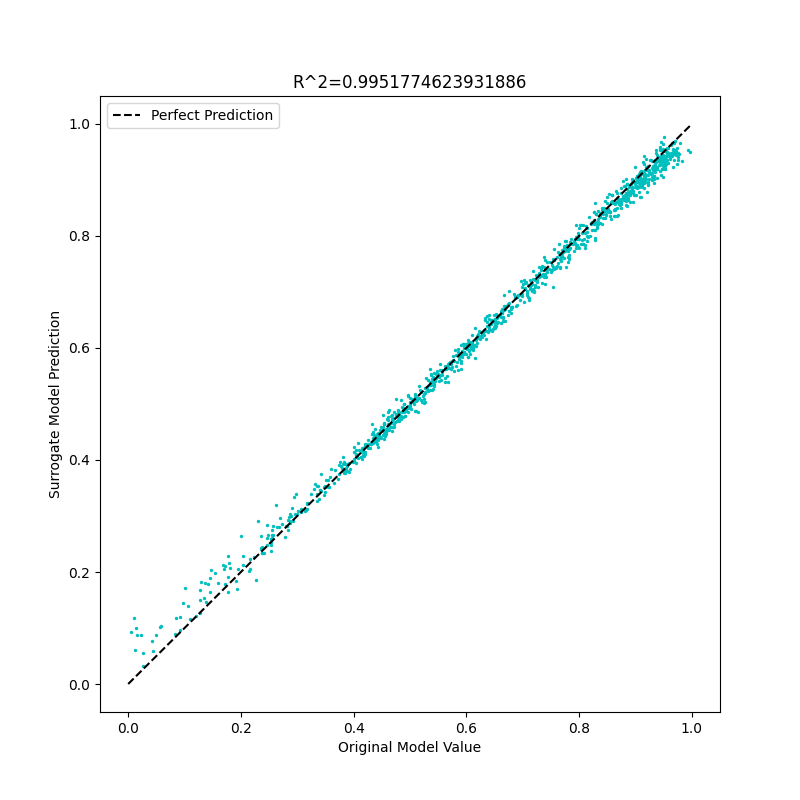 R^2=0.9951774623931886
Perfect Prediction
1.0
0.8
0.6
0.4
0.2
0.0
Surrogate Model Prediction
0.0 0.2 0.4 0.6 0.8 1.0
Original Model Value